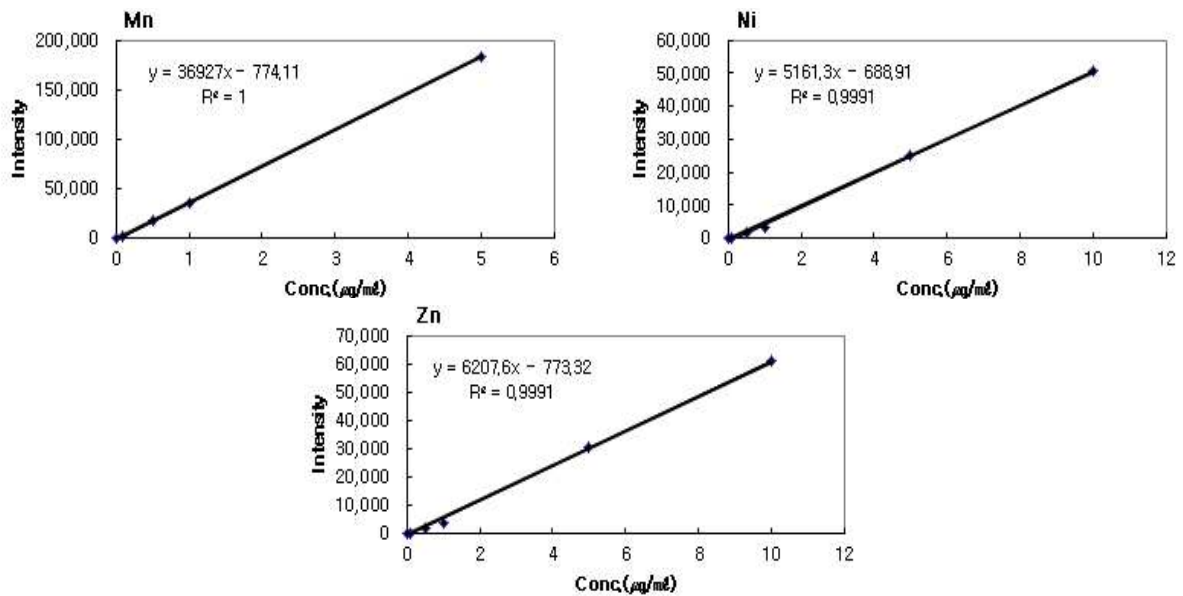 Mn
200,000
150,000
100,000
50,000
0
Intensity
y = 36927x - 774,11
R² = 1
0 1 2 3 4 5 6
Conc,(㎍/㎖)
Ni
60,000
50,000
40,000
30,000
20,000
10,000
0
Intensity
y = 5161,3x - 688,91
R² = 0,9991
0 2 4 6 8 10 12
Conc,(㎍/㎖)
Zn
70,000
60,000
50,000
40,000
30,000
20,000
10,000
0
Intensity
y = 6207,6x - 773,32
R² = 0,9991
0 2 4 6 8 10 12
Conc,(㎍/㎖)